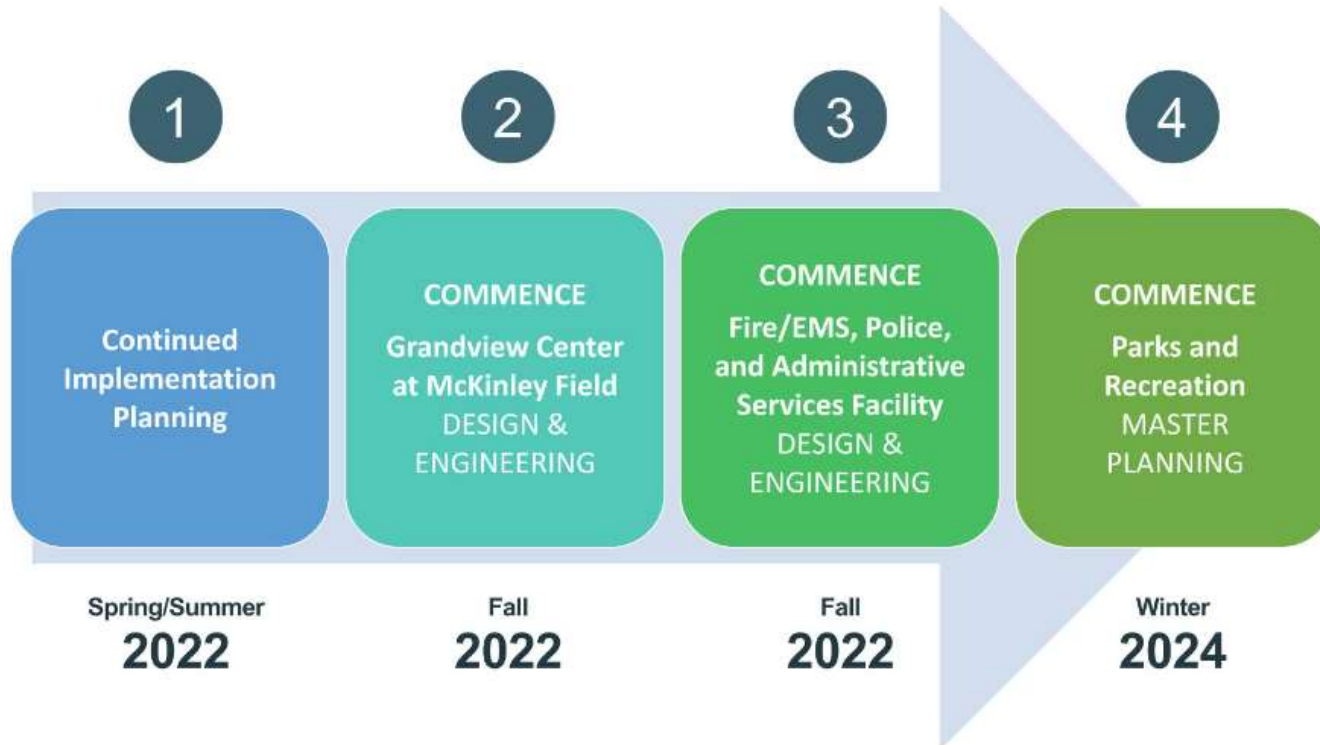 1
Continued
Implementation
Planning
Spring/Summer
2022
2
COMMENCE
Grandview Center
at McKinley Field
DESIGN &
ENGINEERING
Fall
2022
3
COMMENCE
Fire/EMS, Police,
and Administrative
Services Facility
DESIGN &
ENGINEERING
Fall
2022
4
COMMENCE
Parks and
Recreation
MASTER
PLANNING
Winter
2024